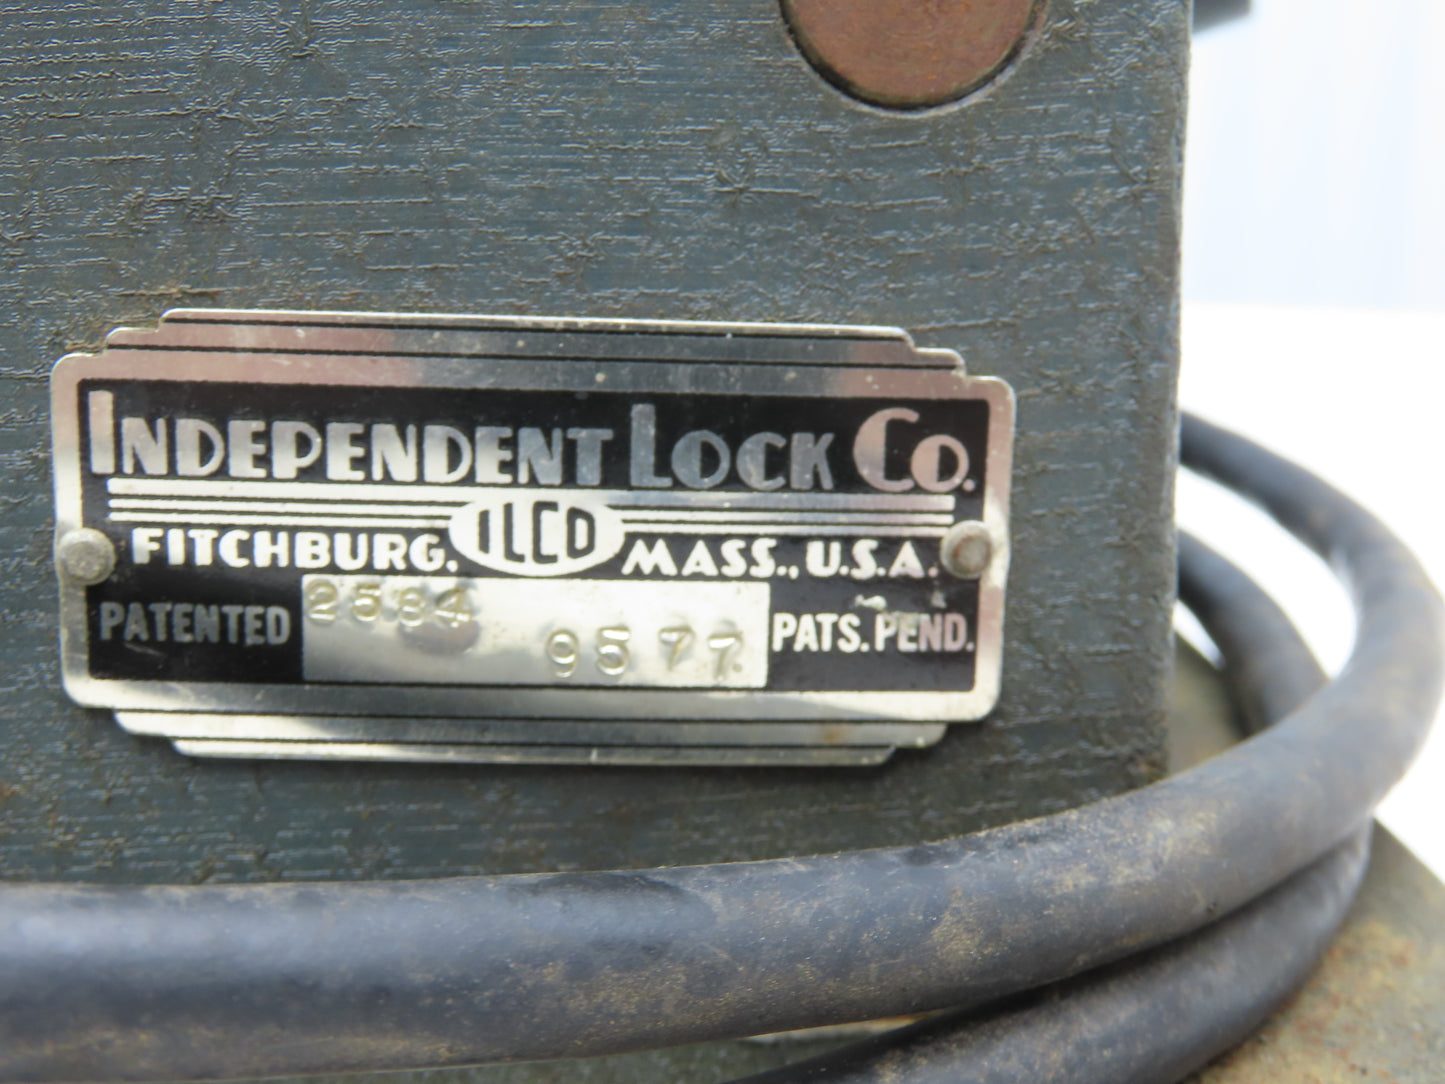 INDEPENDENT LOCK CO.
ILCO
FITCHBURG, MASS., U.S.A.
PATENTED 2584 9577 PATS. PEND.